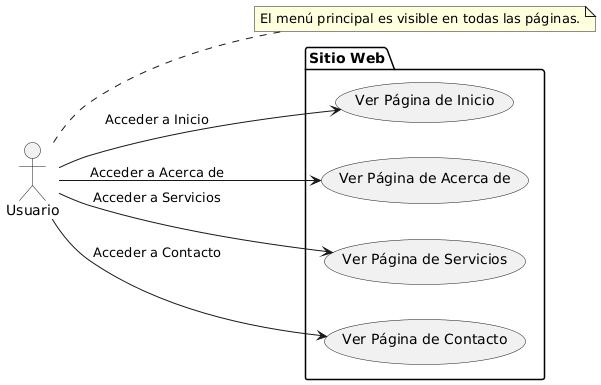 El menú principal es visible en todas las páginas.
Sitio Web
Ver Página de Inicio
Acceder a Inicio
Acceder a Acerca de
Ver Página de Acerca de
Acceder a Servicios
Usuario
Acceder a Contacto
Ver Página de Servicios
Ver Página de Contacto